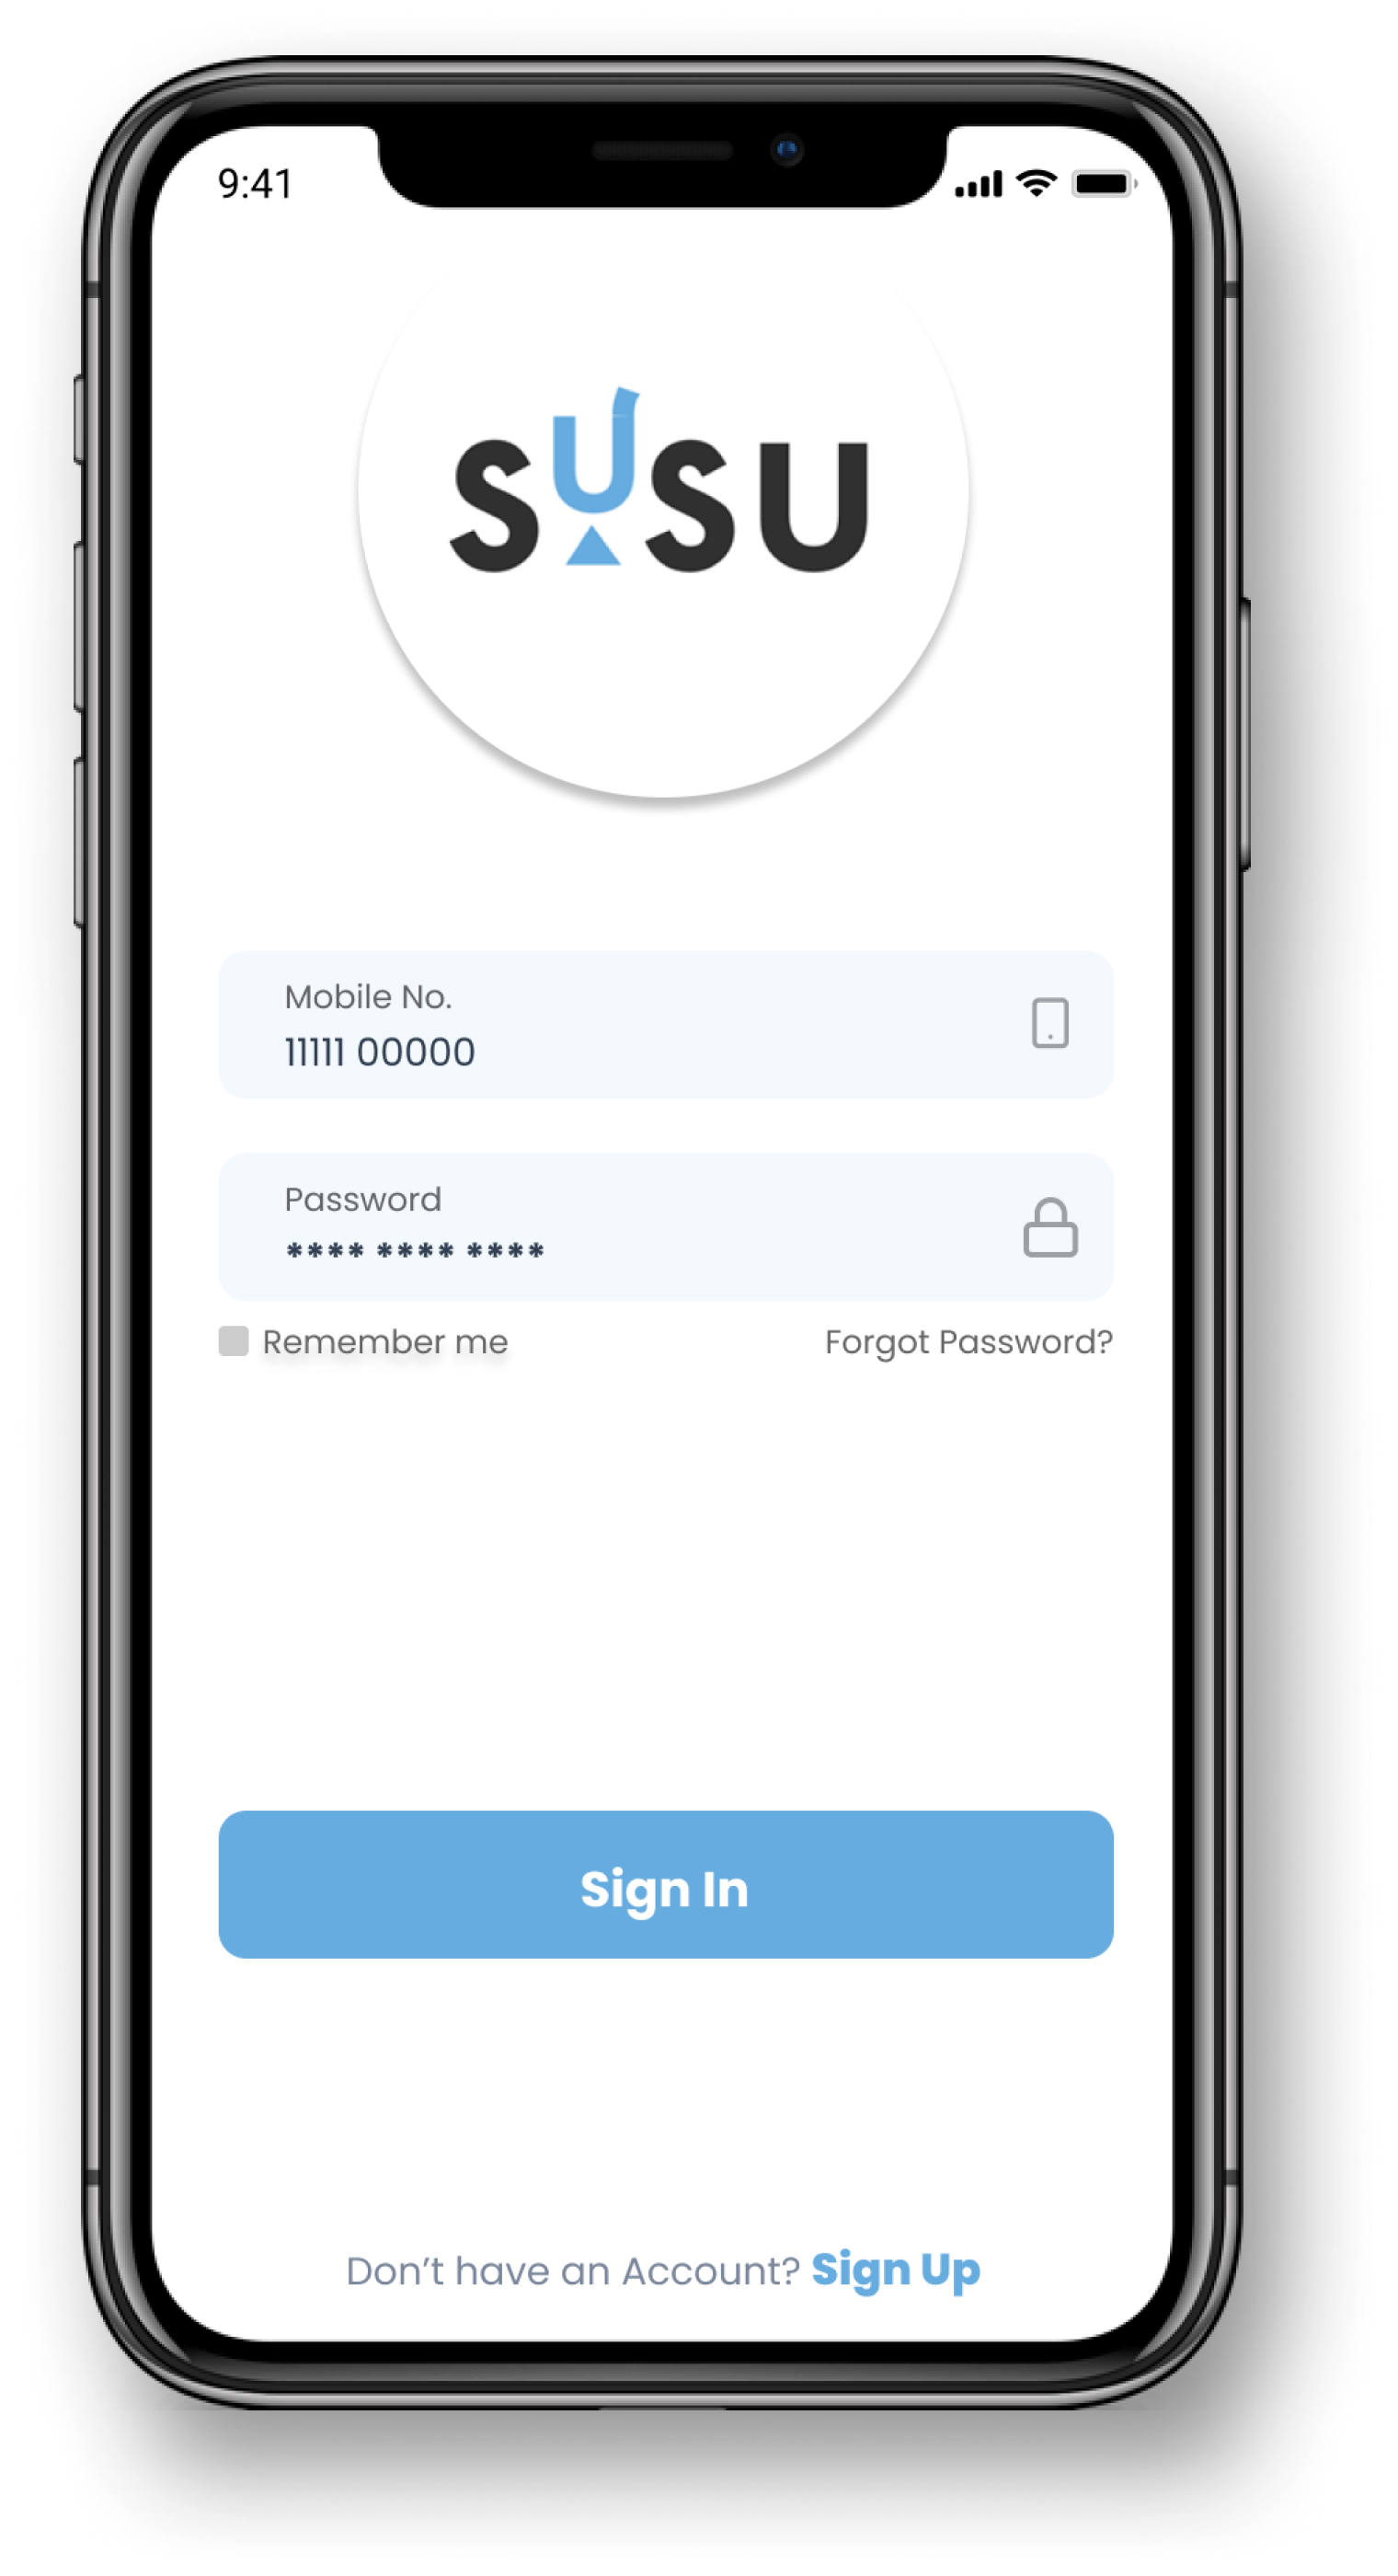 9:41
SUSU
Mobile No.
11111 00000
Password
**** **** ****
Remember me
Forgot Password?
Sign In
Don't have an Account? Sign Up